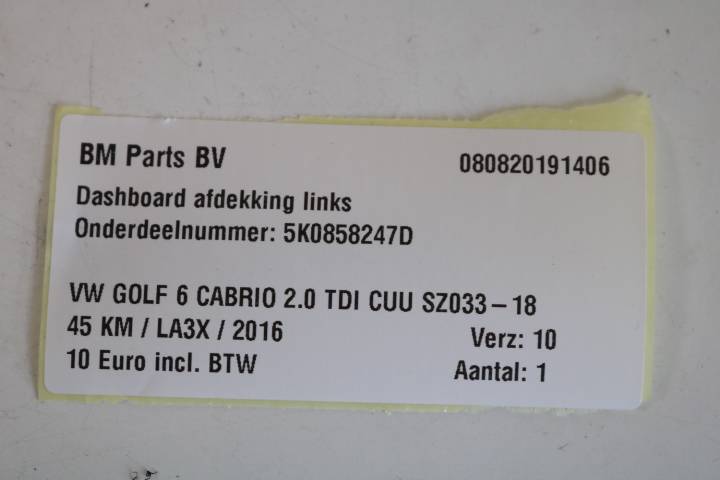 BM Parts BV 080820191406
Dashboard afdekking links
Onderdeelnummer: 5K0858247D
VW GOLF 6 CABRIO 2.0 TDI CUU SZ033-18
45 KM / LA3X / 2016 Verz: 10
10 Euro incl. BTW Aantal: 1